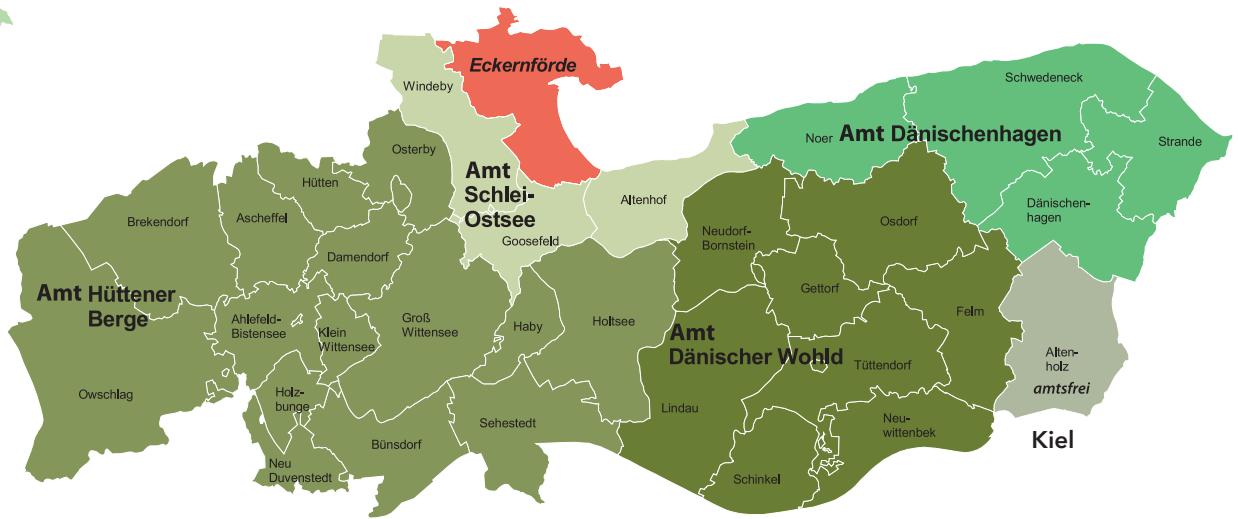 Eckernförde
Windeby
Schwedeneck
Noer
Amt Dänischenhagen
Strande
Osterby
Hütten
Amt
Schlei-
Ostsee
Altenhof
Dänischen-
hagen
Brekendorf
Ascheffel
Goosefeld
Neudorf-
Bornstein
Osdorf
Damendorf
Amt Hüttener
Berge
Gettorf
Ahlefeld-
Bistensee
Klein
Wittensee
Groß
Wittensee
Haby
Holtsee
Felm
Amt
Dänischer Wohld
Alten-
holz
amtsfrei
Tüttendorf
Owschlag
Holz-
bunge
Lindau
Sehestedt
Neu-
wittenbek
Kiel
Bünsdorf
Neu
Duvenstedt
Schinkel